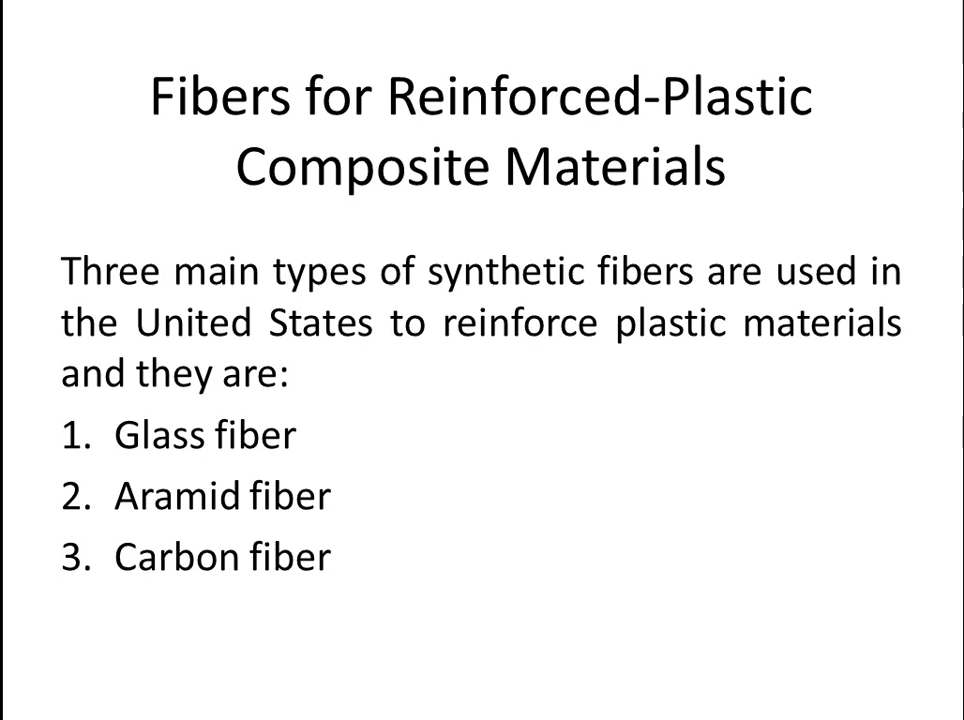 Fibers for Reinforced-Plastic
Composite Materials
Three main types of synthetic fibers are used in
the United States to reinforce plastic materials
and they are:
1. Glass fiber
2. Aramid fiber
3. Carbon fiber